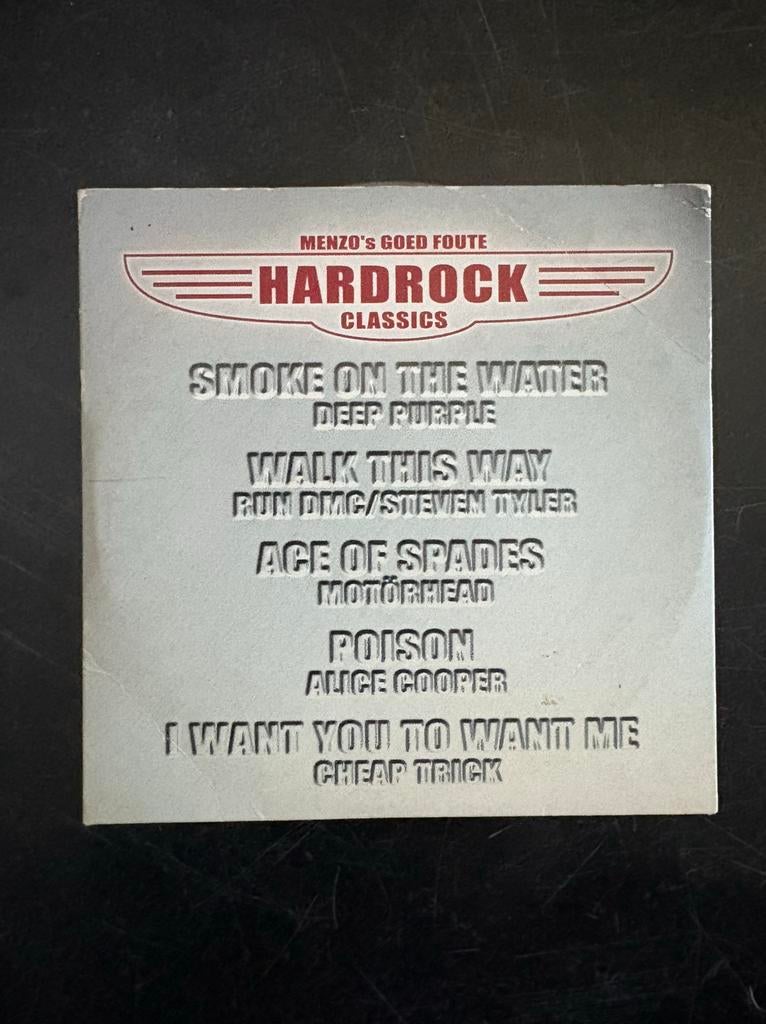 MENZO's GOED FOUTE
HARDROCK
CLASSICS
SMOKE ON THE WATER
DEEP PURPLE
WALK THIS WAY
RUN DMC/STEVEN TYLER
ACE OF SPADES
MOTÖRHEAD
POISON
ALICE COOPER
I WANT YOU TO WANT ME
CHEAP TRICK